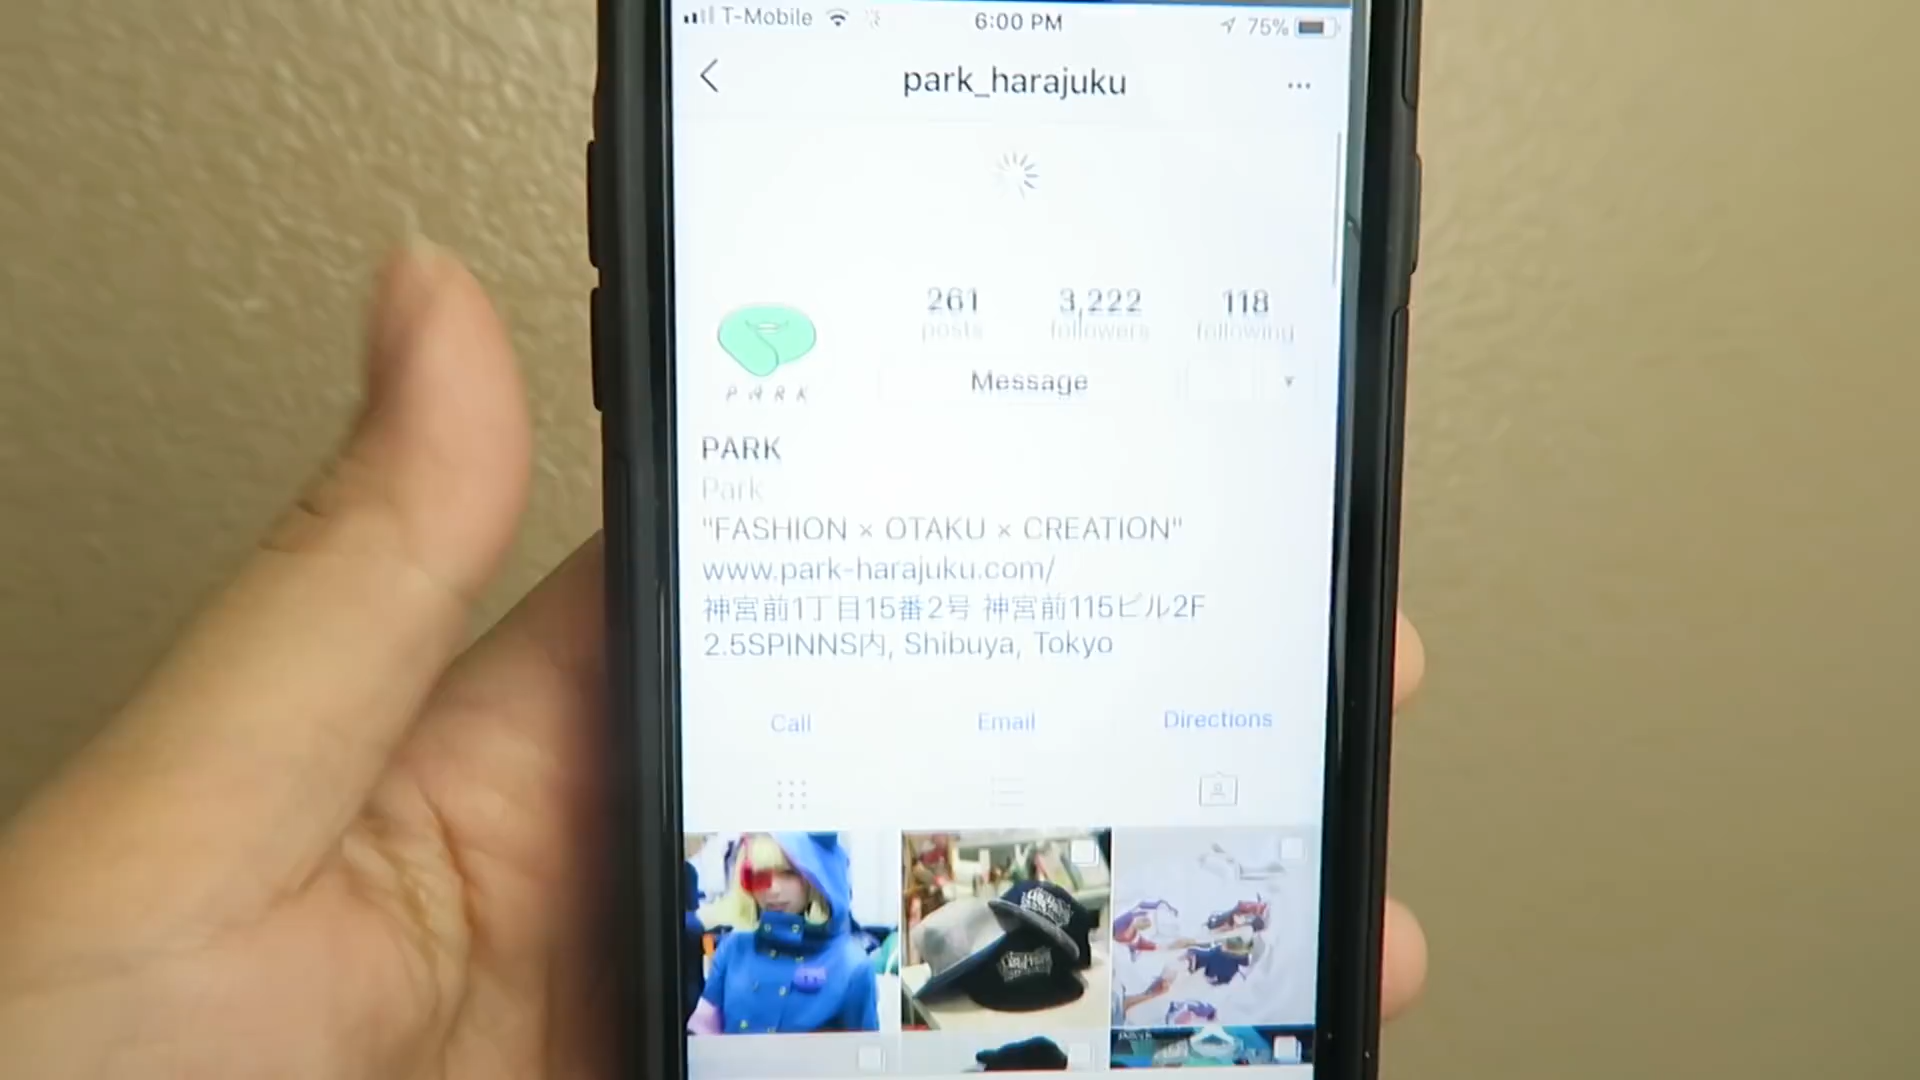 T-Mobile 6:00 PM 75%
park_harajuku
261 3,222 118
posts followers following
Message
PARK
PARK
Park
"FASHION × OTAKU × CREATION"
www.park-harajuku.com/
神宮前1丁目15番2号 神宮前115ビル2F
2.5SPINNS内, Shibuya, Tokyo
Call Email Directions